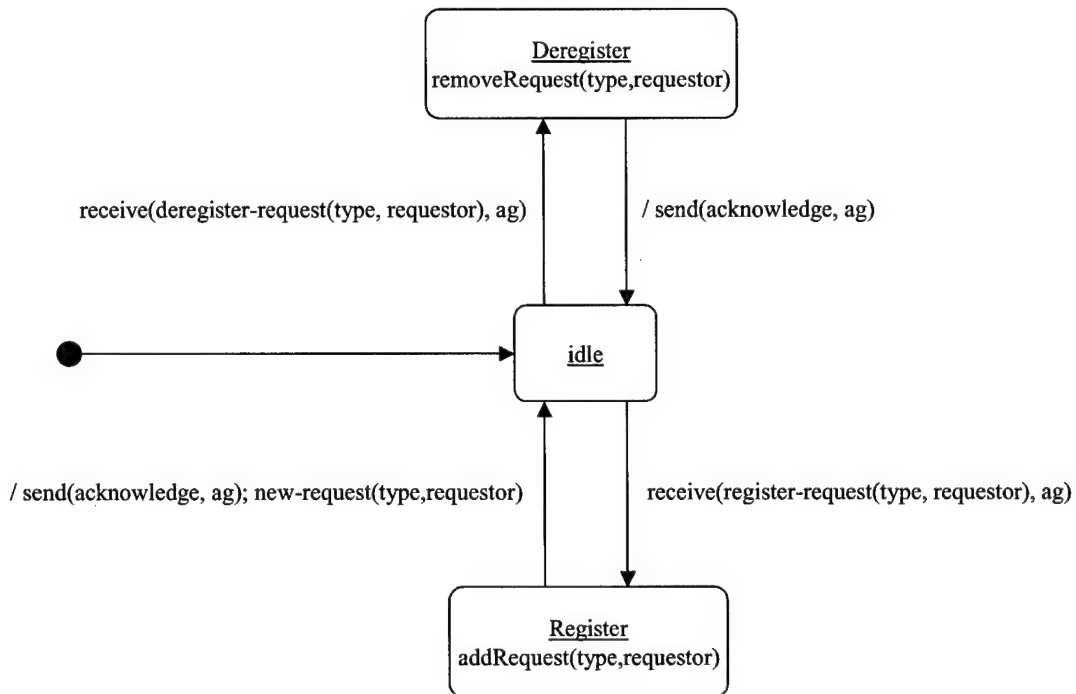 Deregister
removeRequest(type,requestor)
receive(deregister-request(type, requestor), ag)
/ send(acknowledge, ag)
idle
/ send(acknowledge, ag); new-request(type,requestor)
receive(register-request(type, requestor), ag)
Register
addRequest(type,requestor)